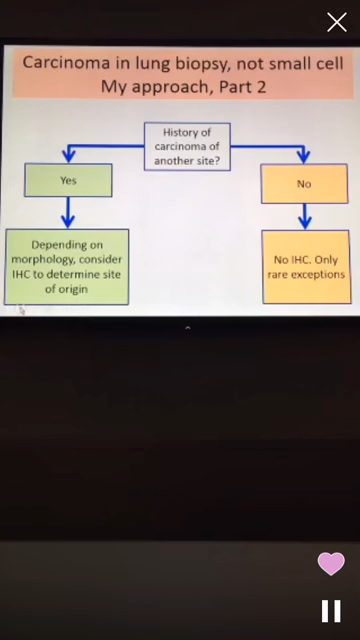 Carcinoma in lung biopsy, not small cell
My approach, Part 2
History of
carcinoma of
another site?
Yes
No
Depending on
morphology, consider
IHC to determine site
of origin
No IHC. Only
rare exceptions